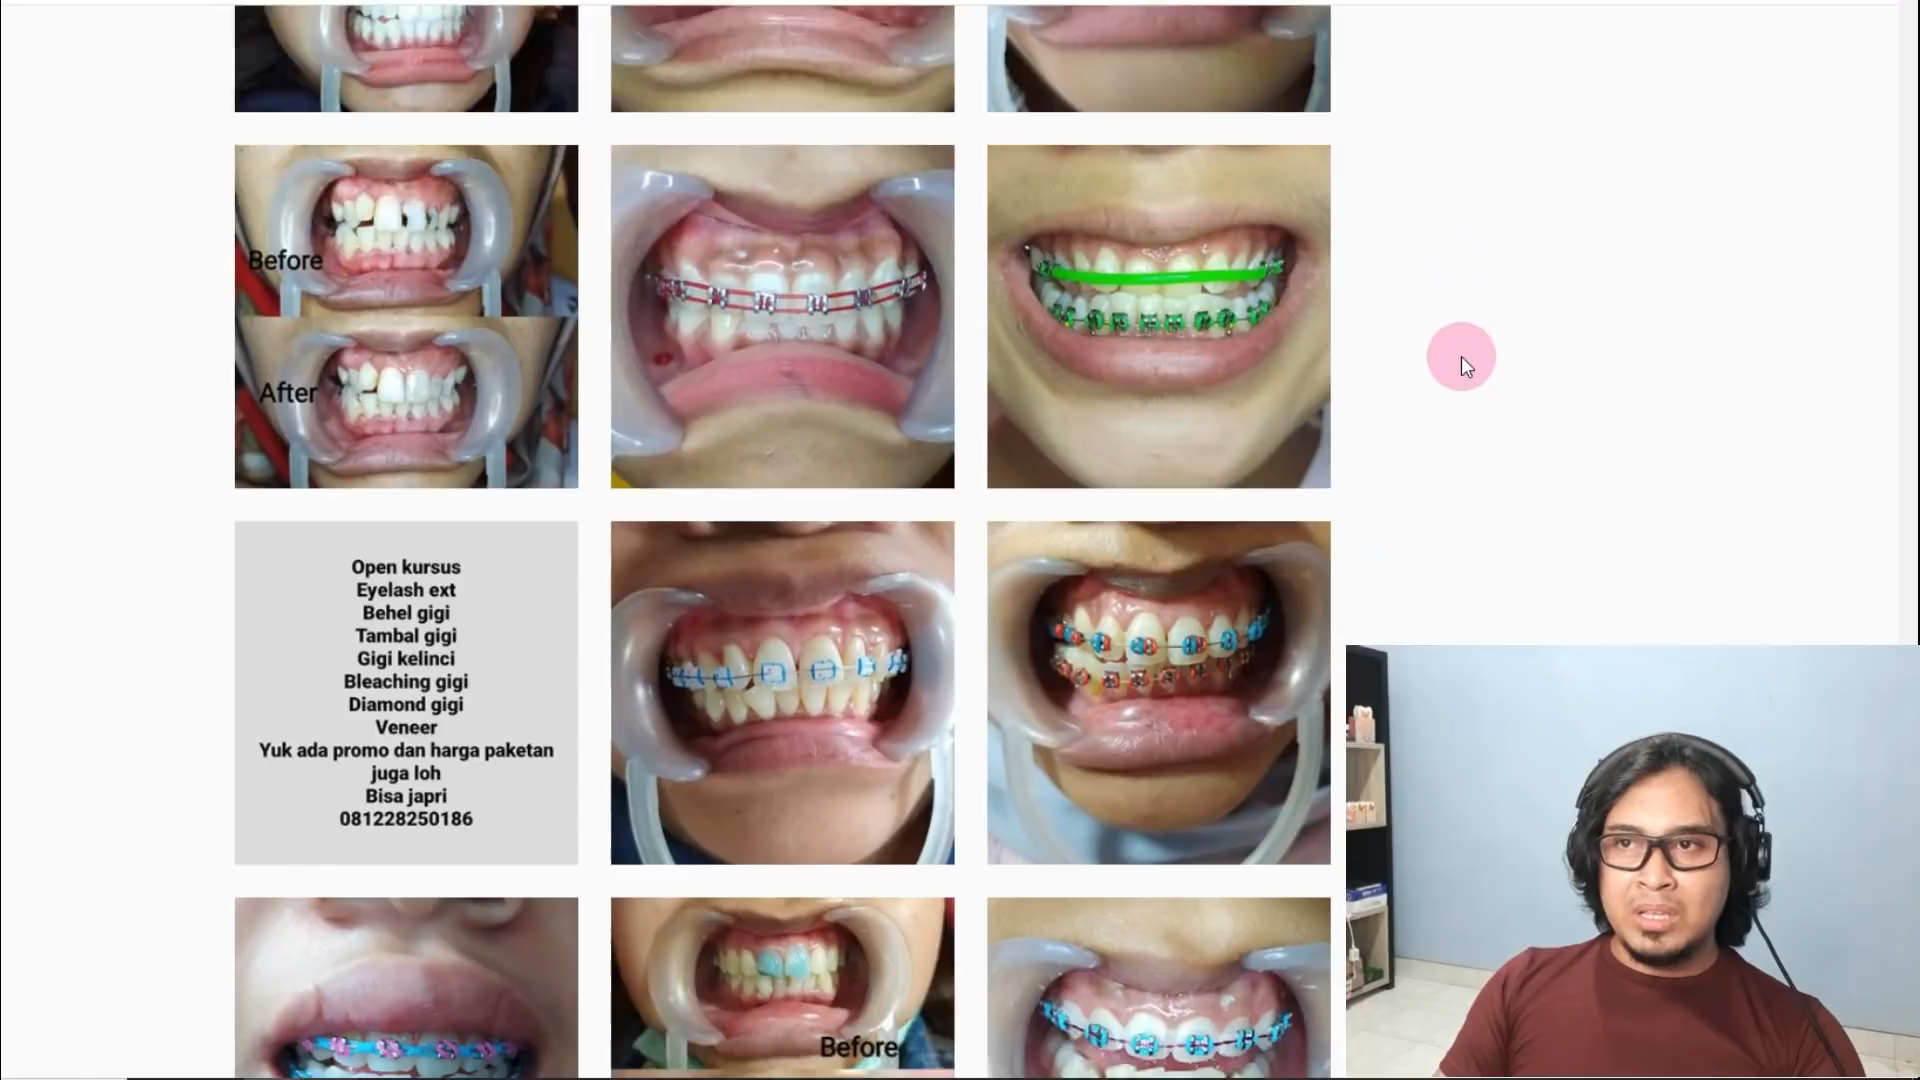 Before
After
Open kursus
Eyelash ext
Behel gigi
Tambal gigi
Gigi kelinci
Bleaching gigi
Diamond gigi
Veneer
Yuk ada promo dan harga paketan
juga loh
Bisa japri
081228250186
Before